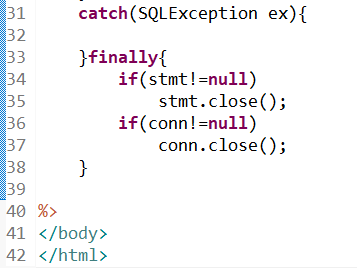 31 catch(SQLException ex){
32
33 }finally{
34 if(stmt!=null)
35 stmt.close();
36 if(conn!=null)
37 conn.close();
38 }
39
40 %>
41 </body>
42 </html>